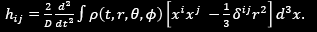 h_{ij} = \frac{2}{D} \frac{d^2}{dt^2} \int \rho(t, r, \theta, \phi) \left[ x^i x^j - \frac{1}{3} \delta^{ij} r^2 \right] d^3x.